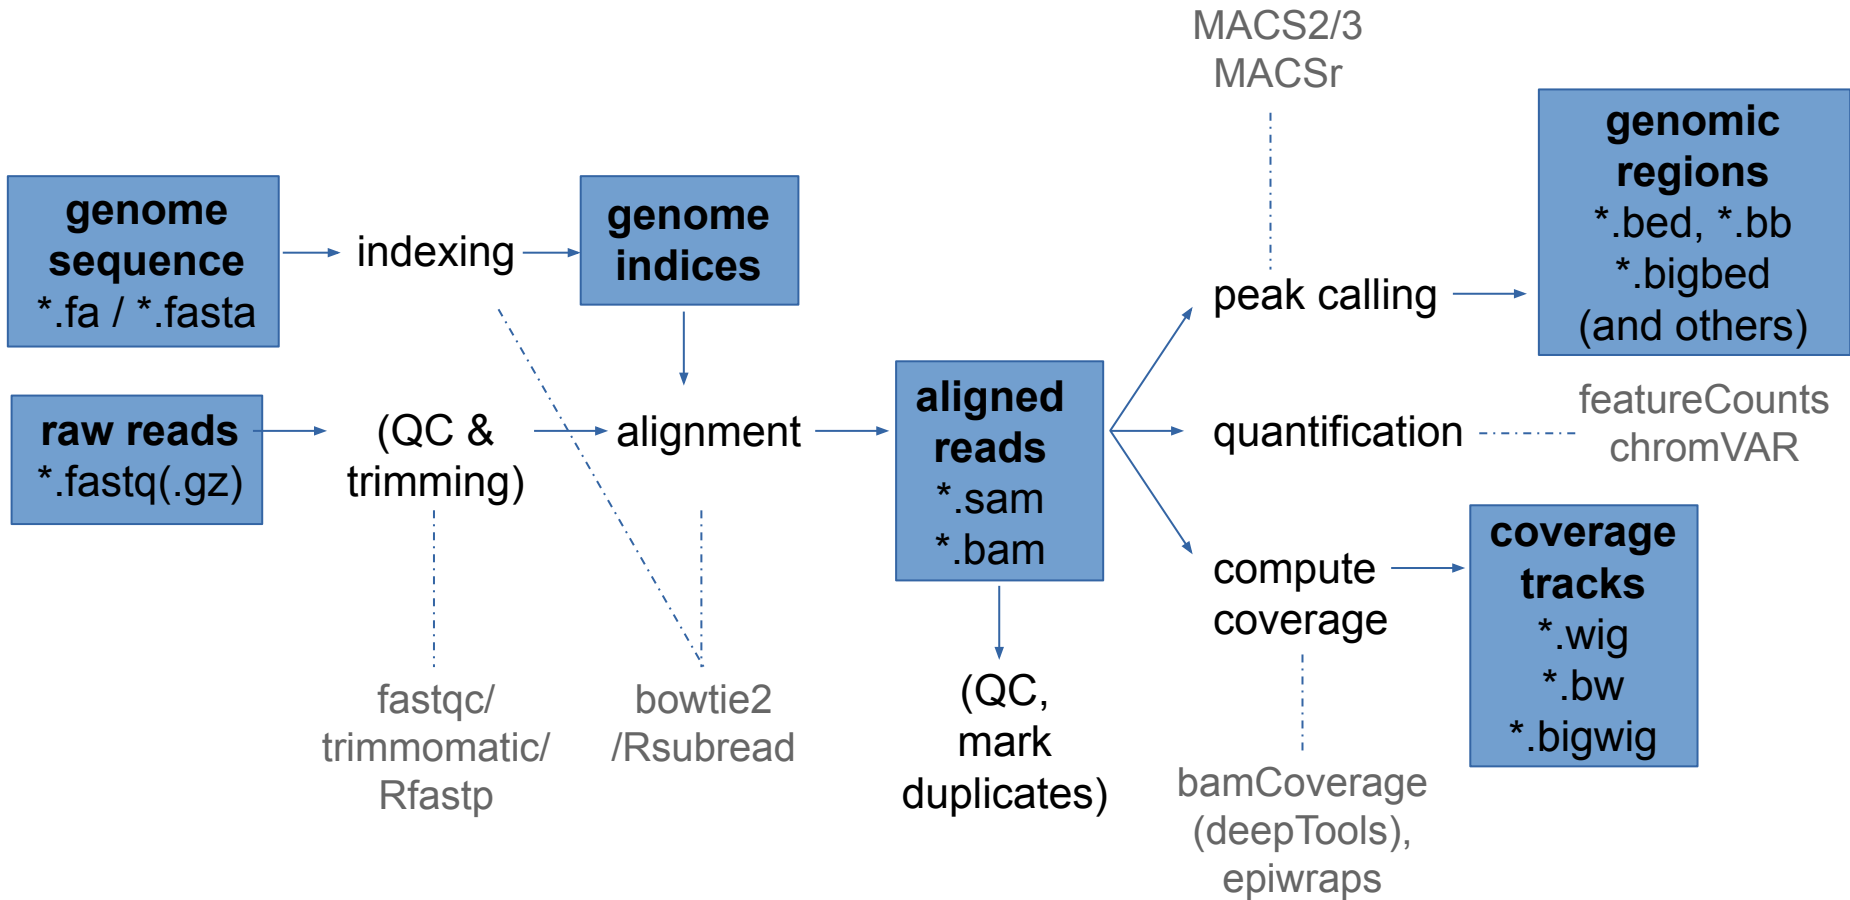 MACS2/3
MACSr
genome
sequence
*.fa / *.fasta
indexing
genome
indices
peak calling
genomic
regions
*.bed, *.bb
*.bigbed
(and others)
raw reads
*.fastq(.gz)
(QC &
trimming)
alignment
aligned
reads
*.sam
*.bam
quantification
featureCounts
chromVAR
compute
coverage
coverage
tracks
*.wig
*.bw
*.bigwig
fastqc/
trimmomatic/
Rfastp
bowtie2
/Rsubread
(QC,
mark
duplicates)
bamCoverage
(deepTools),
epiwraps